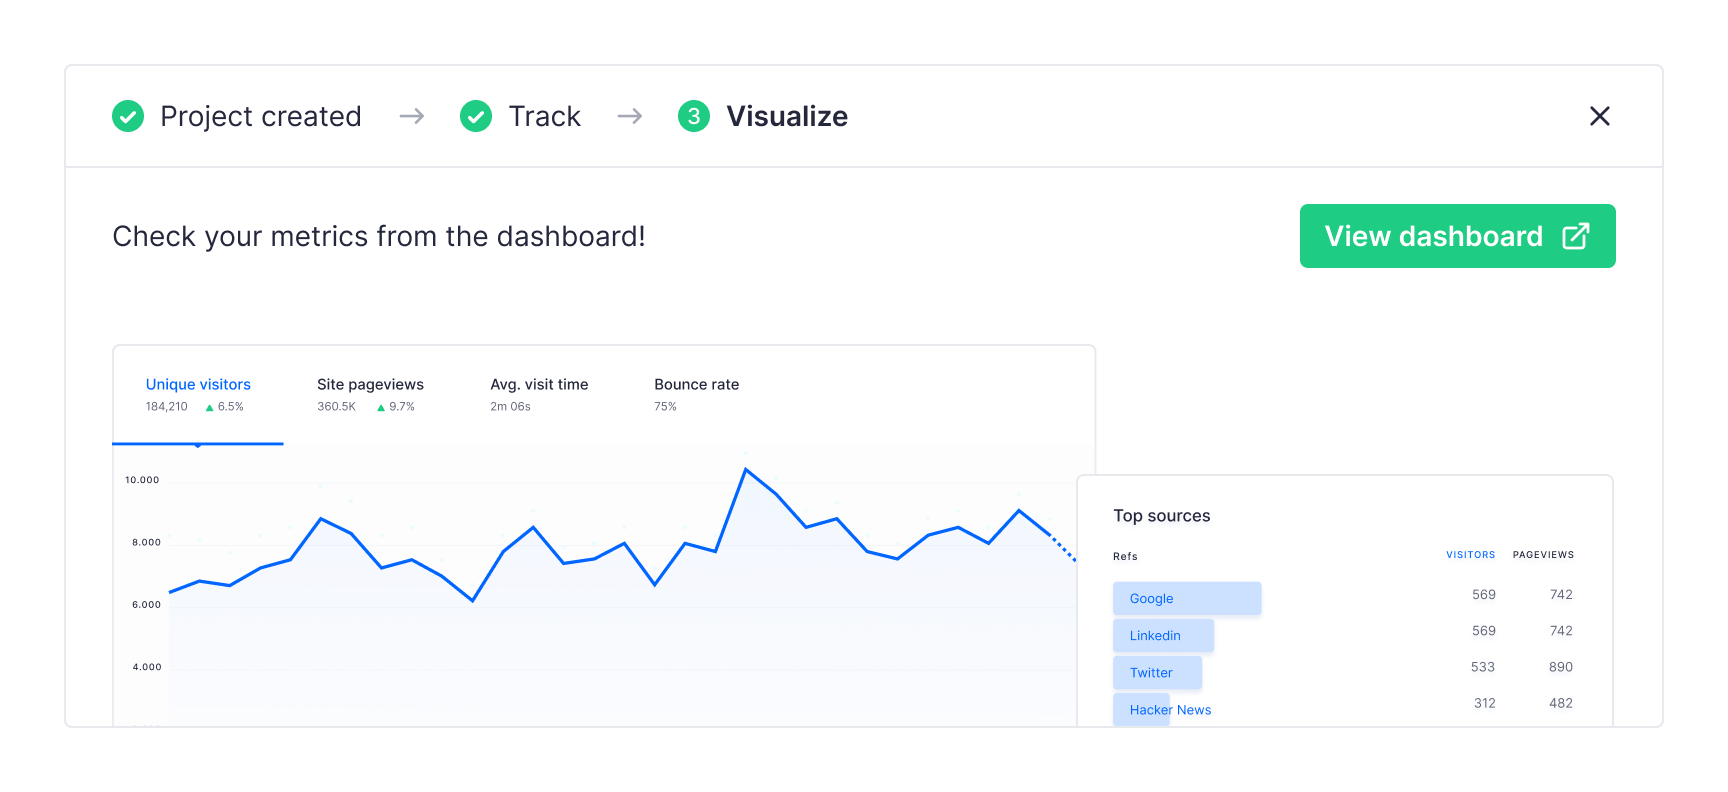 Project created → Track → 3 Visualize
Check your metrics from the dashboard!
View dashboard
Unique visitors
184,210 ▲ 6.5%
Site pageviews
360.5K ▲ 9.7%
Avg. visit time
2m 06s
Bounce rate
75%
10.000
8.000
6.000
4.000
Top sources
Refs VISITORS PAGEVIEWS
Google 569 742
Linkedin 569 742
Twitter 533 890
Hacker News 312 482